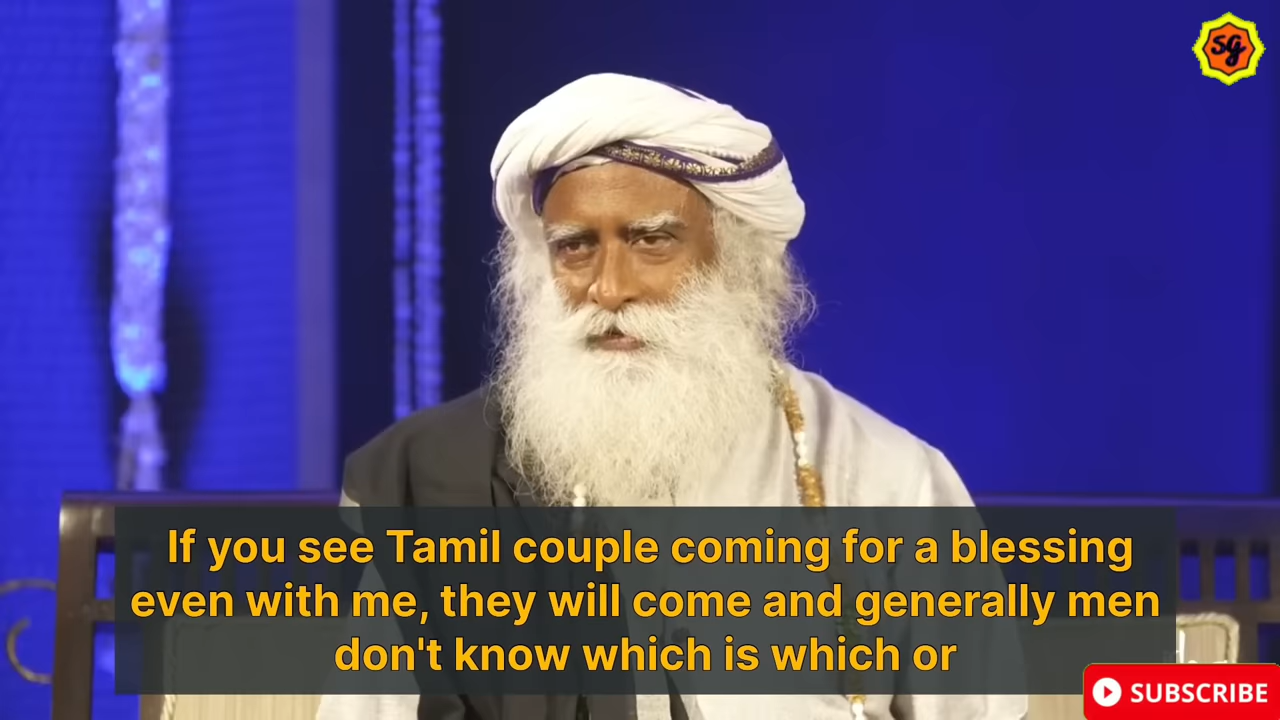 sg
If you see Tamil couple coming for a blessing
even with me, they will come and generally men
don't know which is which or
SUBSCRIBE